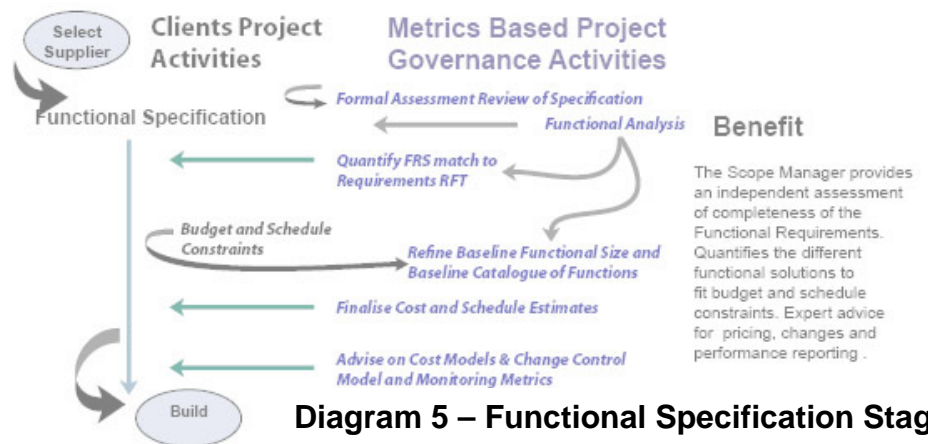 Select
Supplier
Clients Project
Activities
Metrics Based Project
Governance Activities
Formal Assessment Review of Specification
Functional Specification
Functional Analysis
Benefit
Quantify FRS match to
Requirements RFT
The Scope Manager provides
an independent assessment
of completeness of the
Functional Requirements.
Quantifies the different
functional solutions to
fit budget and schedule
constraints. Expert advice
for pricing, changes and
performance reporting .
Budget and Schedule
Constraints
Refine Baseline Functional Size and
Baseline Catalogue of Functions
Finalise Cost and Schedule Estimates
Advise on Cost Models & Change Control
Model and Monitoring Metrics
Build
Diagram 5 – Functional Specification Stag